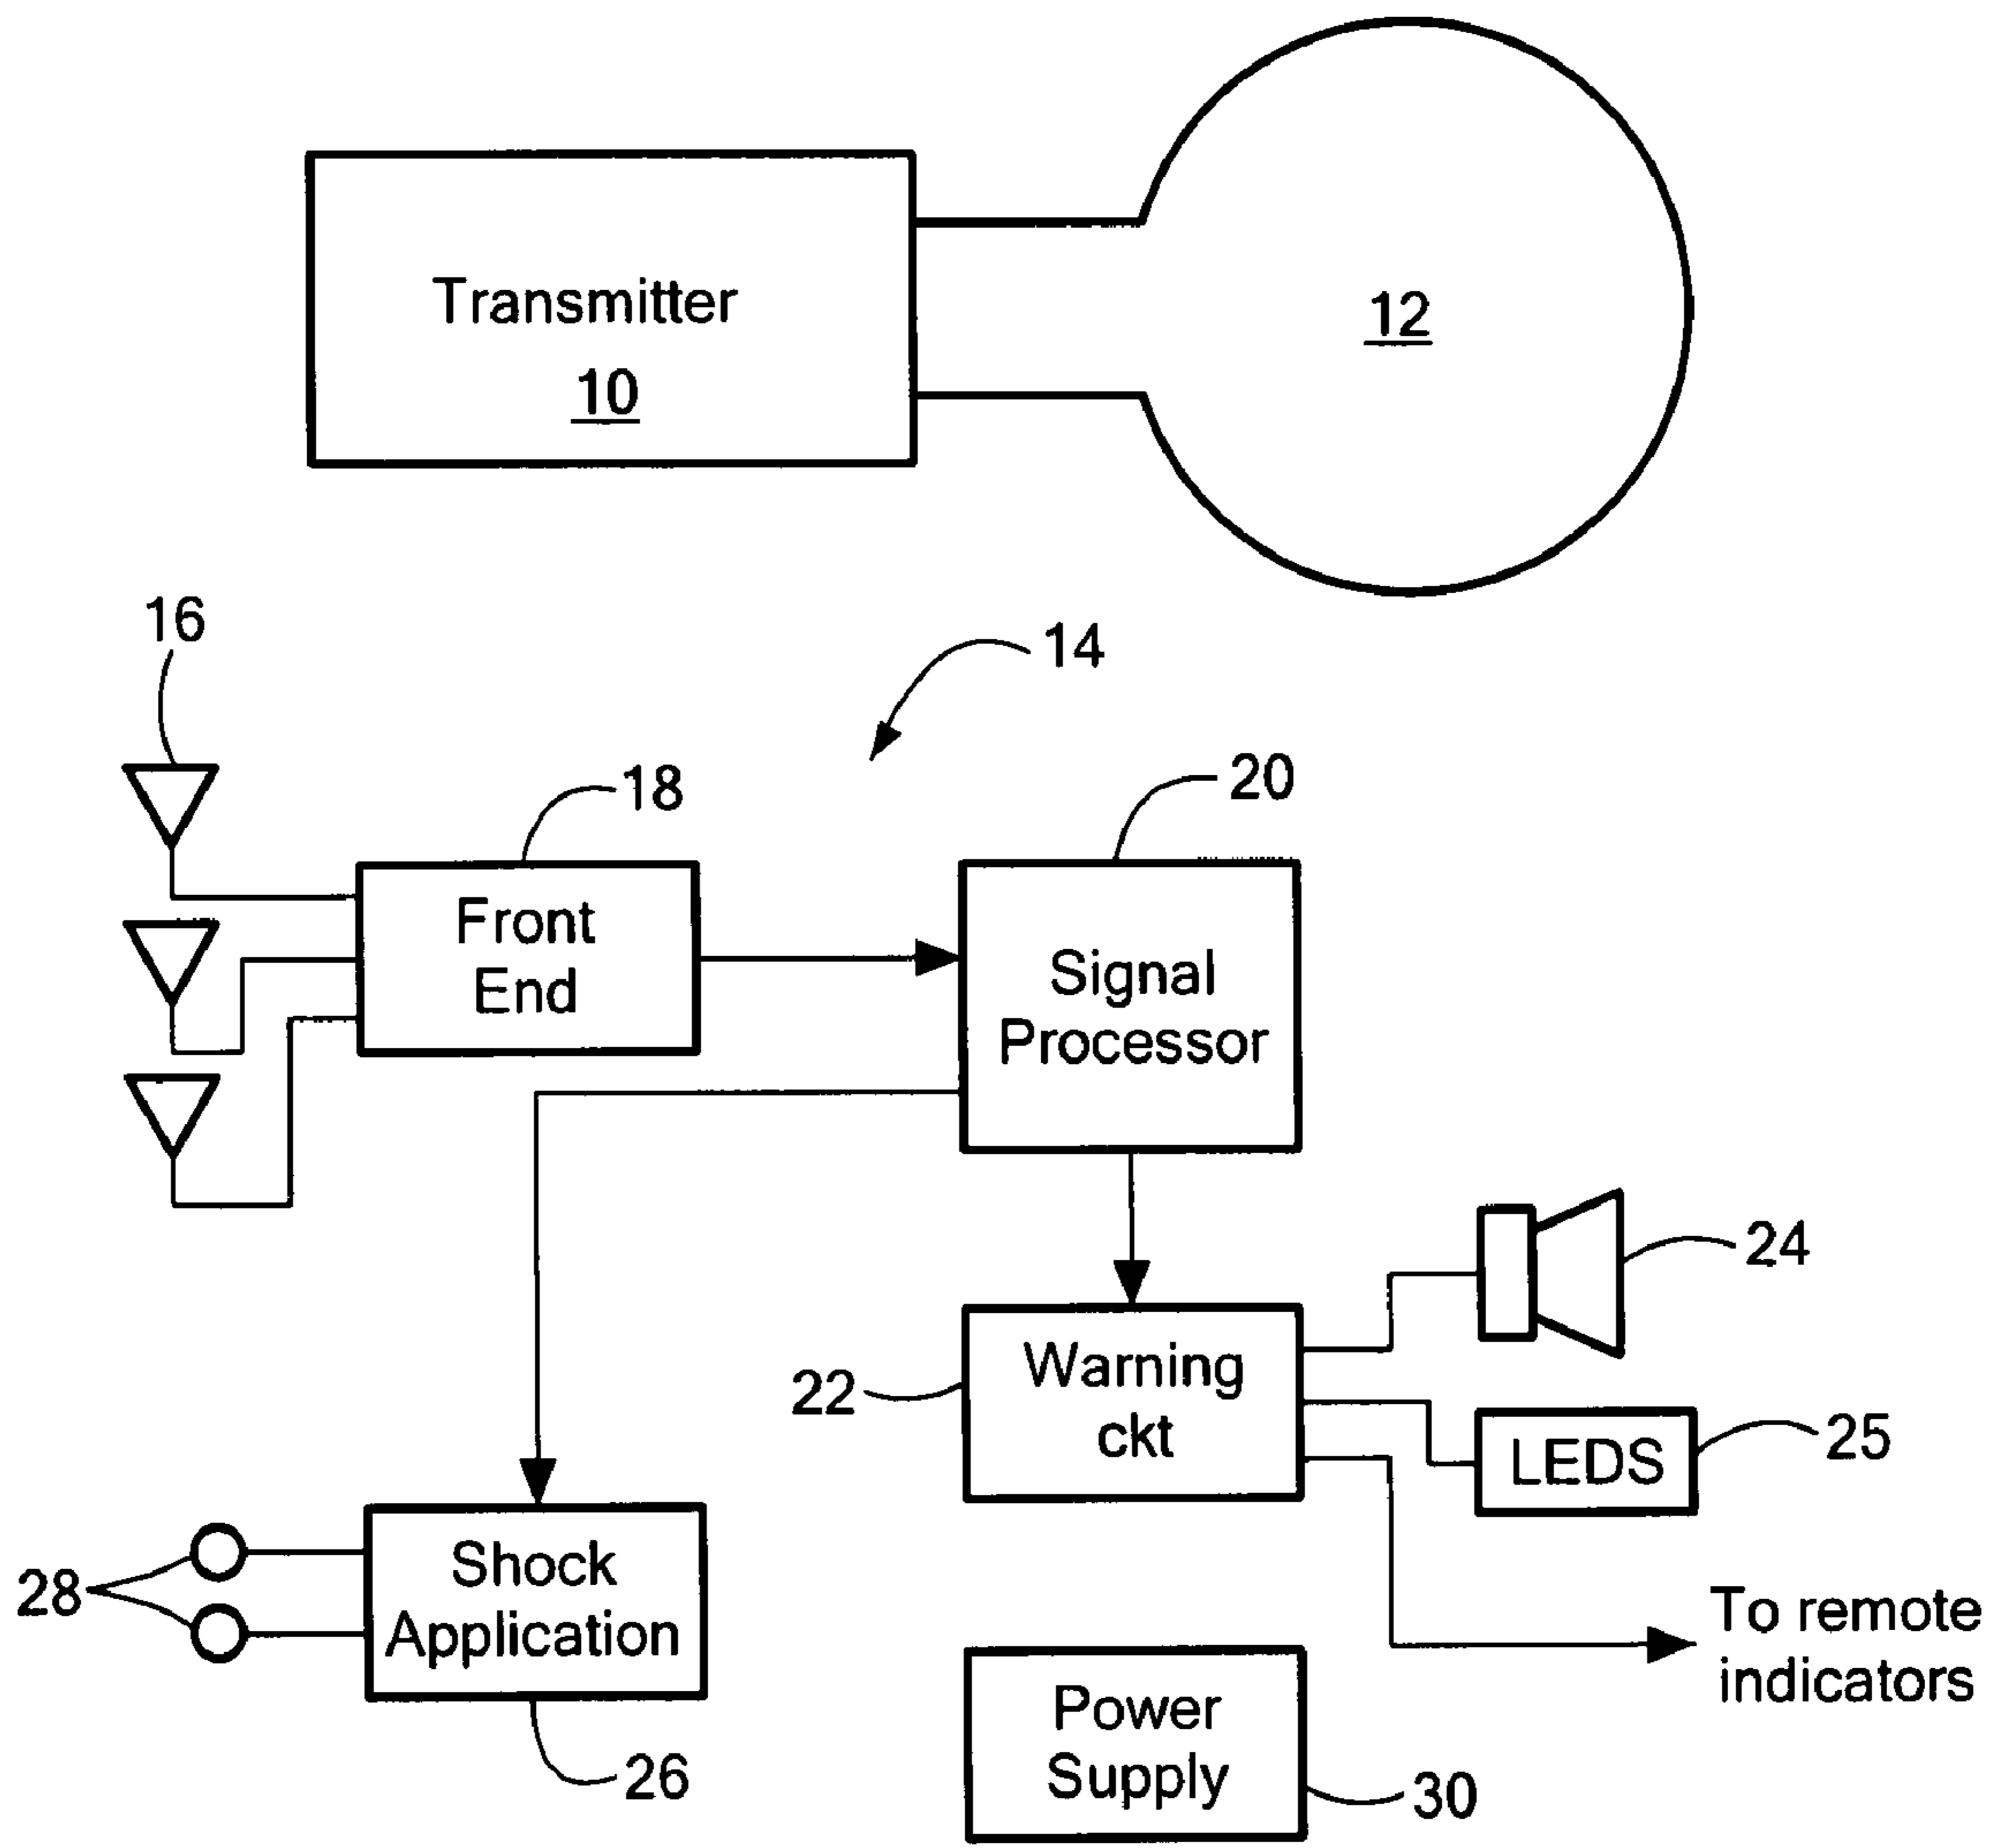 Transmitter
10
12
16
14
18
20
Front
End
Signal
Processor
24
22
Warning
ckt
LEDS
25
28
Shock
Application
To remote
indicators
26
Power
Supply
30